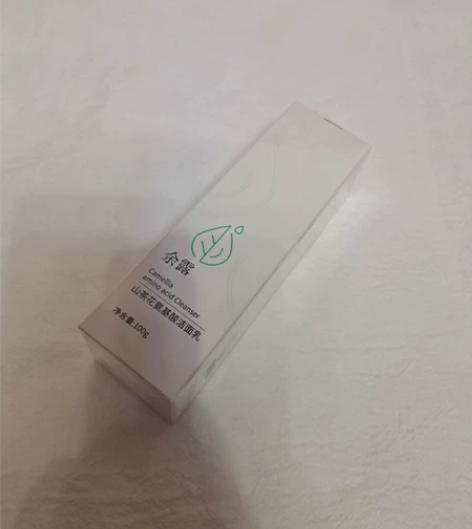 余露
Camellia
amino acid Cleanser
山茶花氨基酸洁面乳
净含量:100g